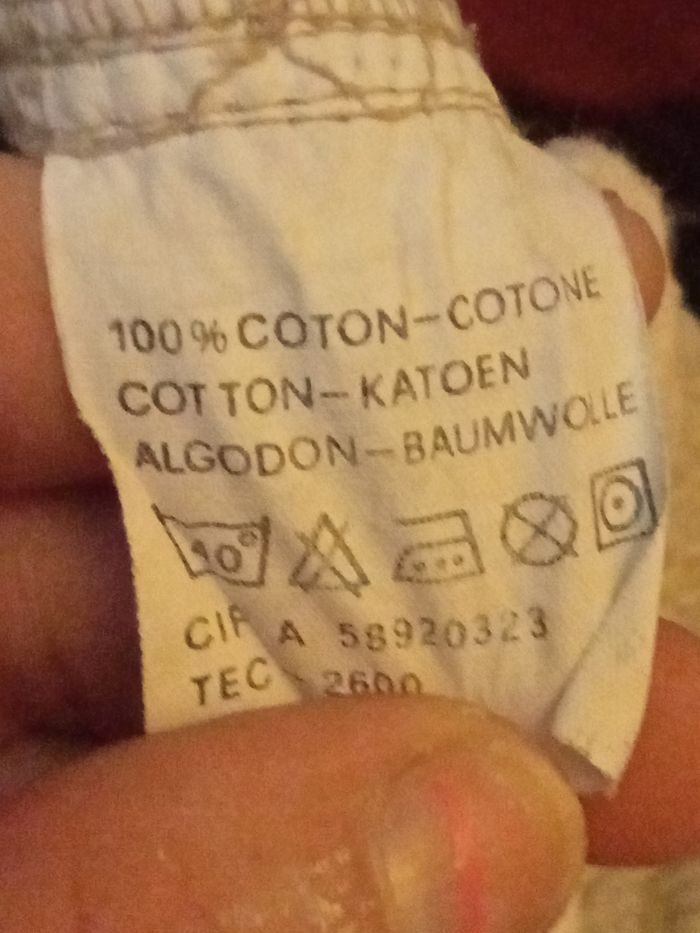 100% COTON-COTONE
COTTON-KATOEN
ALGODON-BAUMWOLLE
40°
CIF A 58920323
TEC 2600